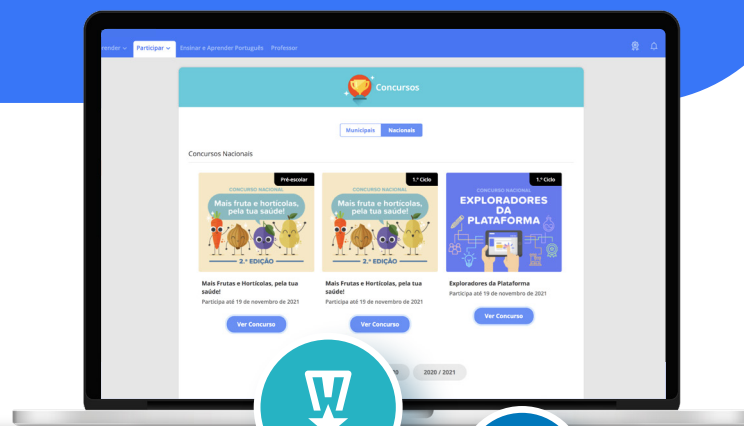 Participar
Ensinar e Aprender Português
Professor
Concursos
Municipais
Nacionais
Concursos Nacionais
Pré-escolar
CONCURSO NACIONAL
Mais fruta e hortícolas,
pela tua saúde!
2.ª EDIÇÃO
Mais Frutas e Hortícolas, pela tua
saúde!
Participa até 19 de novembro de 2021
Ver Concurso
1.º Ciclo
CONCURSO NACIONAL
Mais fruta e hortícolas,
pela tua saúde!
2.ª EDIÇÃO
Mais Frutas e Hortícolas, pela tua
saúde!
Participa até 19 de novembro de 2021
Ver Concurso
1.º Ciclo
CONCURSO NACIONAL
EXPLORADORES
DA
PLATAFORMA
Exploradores da Plataforma
Participa até 19 de novembro de 2021
Ver Concurso
2020 / 2021